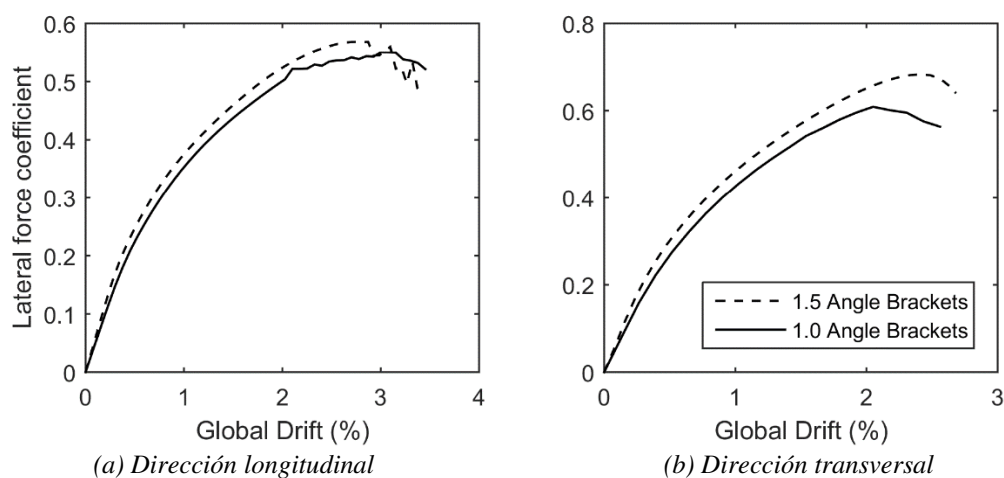 0.6
0.5
0.4
0.3
0.2
0.1
0
Lateral force coefficient
0 1 2 3 4
Global Drift (%)
(a) Dirección longitudinal
0.8
0.6
0.4
0.2
0
1.5 Angle Brackets
1.0 Angle Brackets
0 1 2 3
Global Drift (%)
(b) Dirección transversal